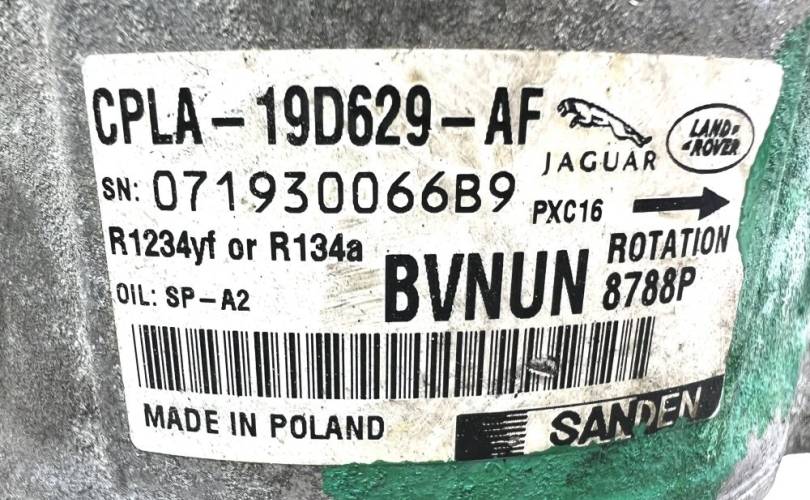 CPLA-19D629-AF
JAGUAR
LAND-
-ROVER
SN: 071930066B9
PXC16
R1234yf or R134a
BVNUN
ROTATION
8788P
OIL: SP-A2
MADE IN POLAND
SANDEN